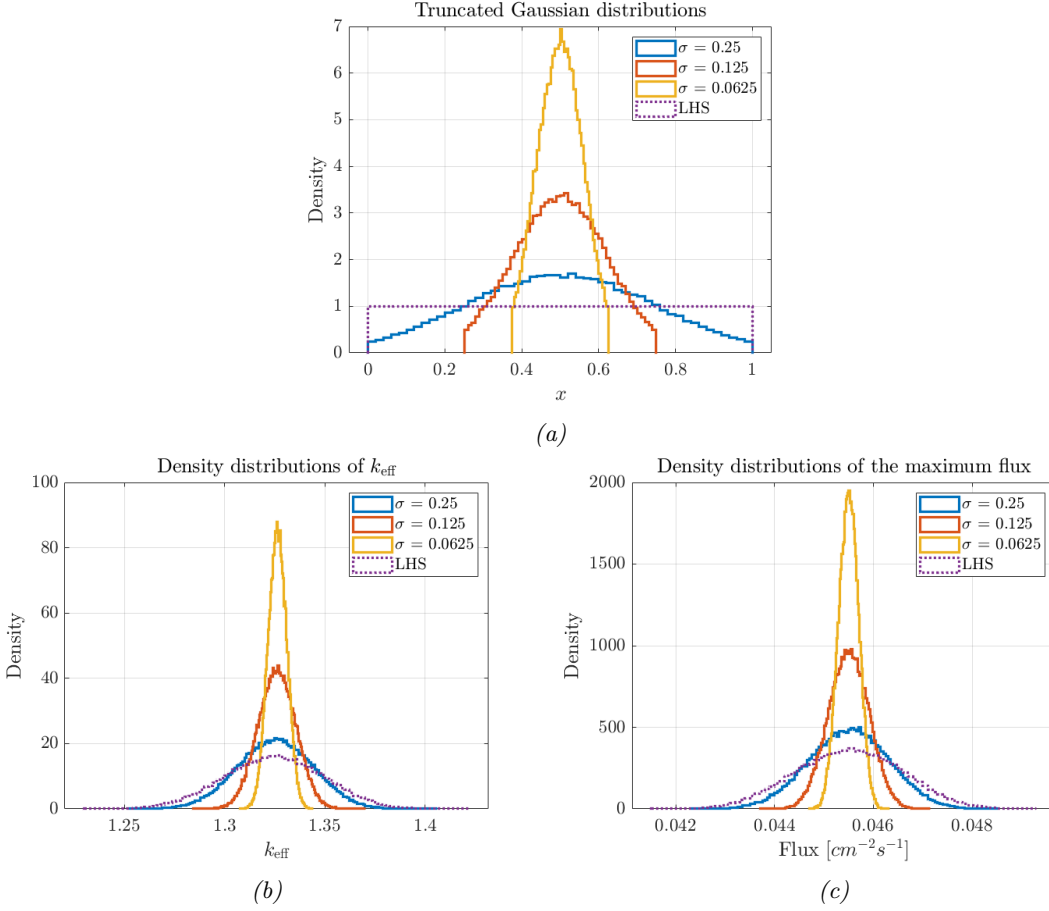 Truncated Gaussian distributions
7
6
5
4
3
2
1
0
Density
σ = 0.25
σ = 0.125
σ = 0.0625
LHS
0 0.2 0.4 0.6 0.8 1
x
(a)
Density distributions of k_eff
100
80
60
40
20
0
Density
σ = 0.25
σ = 0.125
σ = 0.0625
LHS
1.25 1.3 1.35 1.4
k_eff
(b)
Density distributions of the maximum flux
2000
1500
1000
500
0
Density
σ = 0.25
σ = 0.125
σ = 0.0625
LHS
0.042 0.044 0.046 0.048
Flux [cm⁻²s⁻¹]
(c)